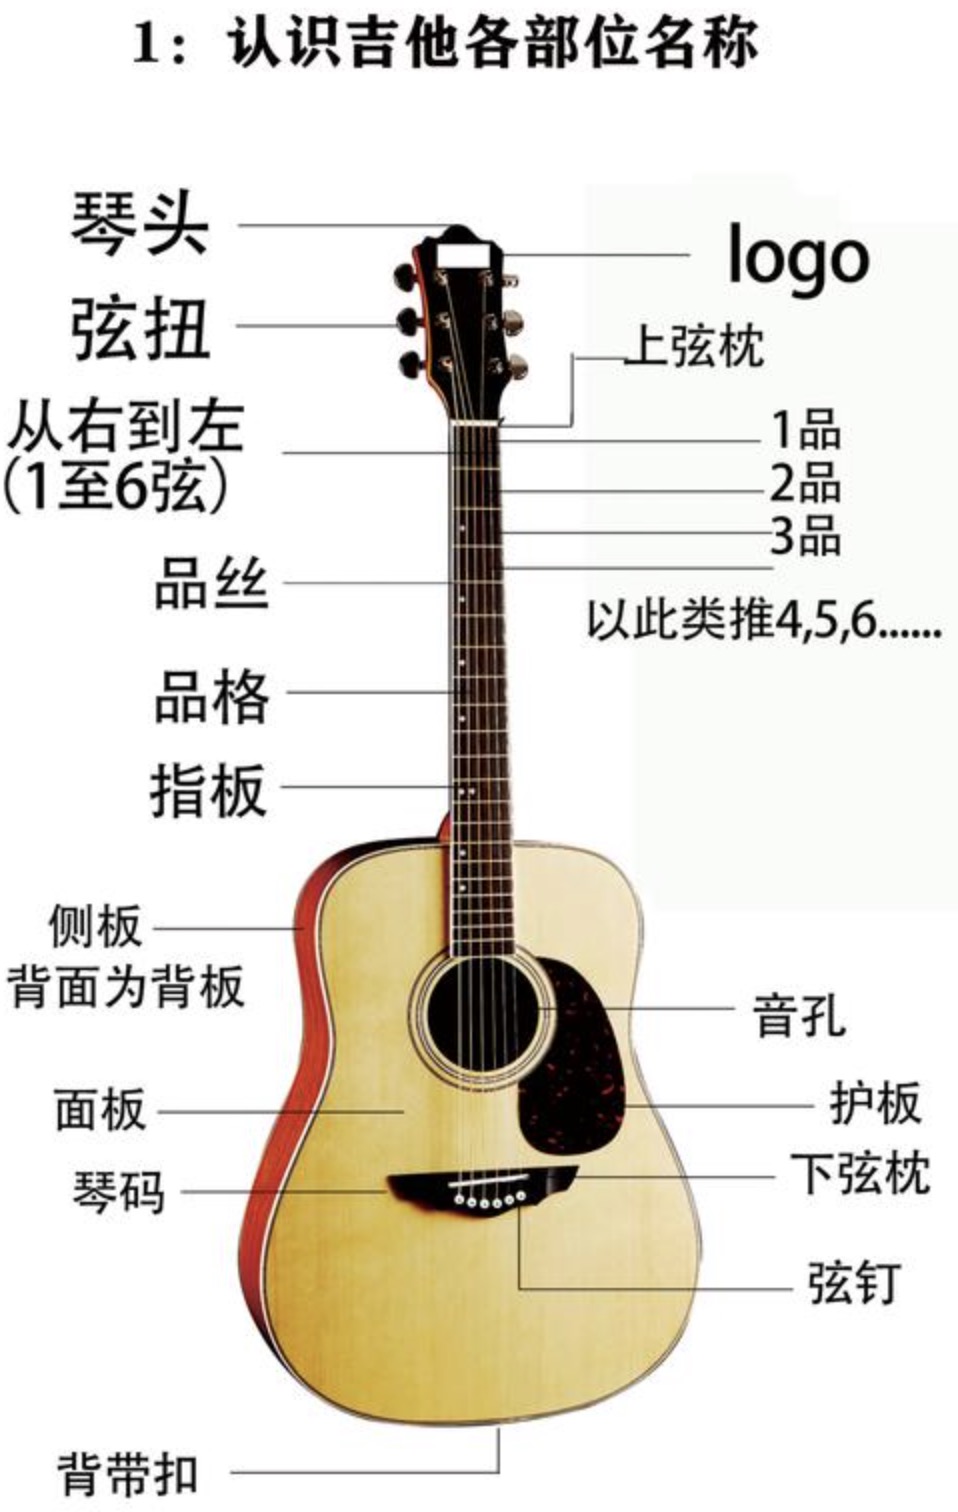 1：认识吉他各部位名称
琴头
logo
弦扭
上弦枕
从右到左
（1至6弦）
1品
2品
3品
品丝
以此类推4,5,6......
品格
指板
侧板
背面为背板
音孔
面板
护板
琴码
下弦枕
弦钉
背带扣